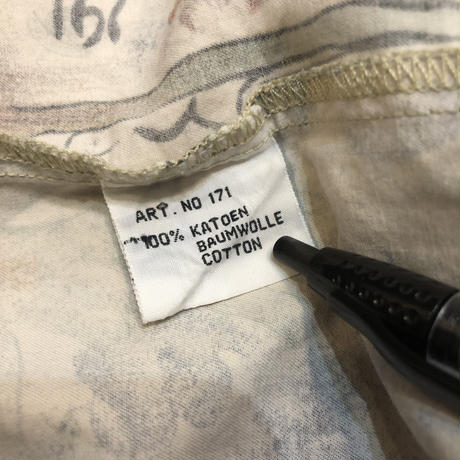 ART. NO 171
100% KATOEN
BAUMWOLLE
COTTON